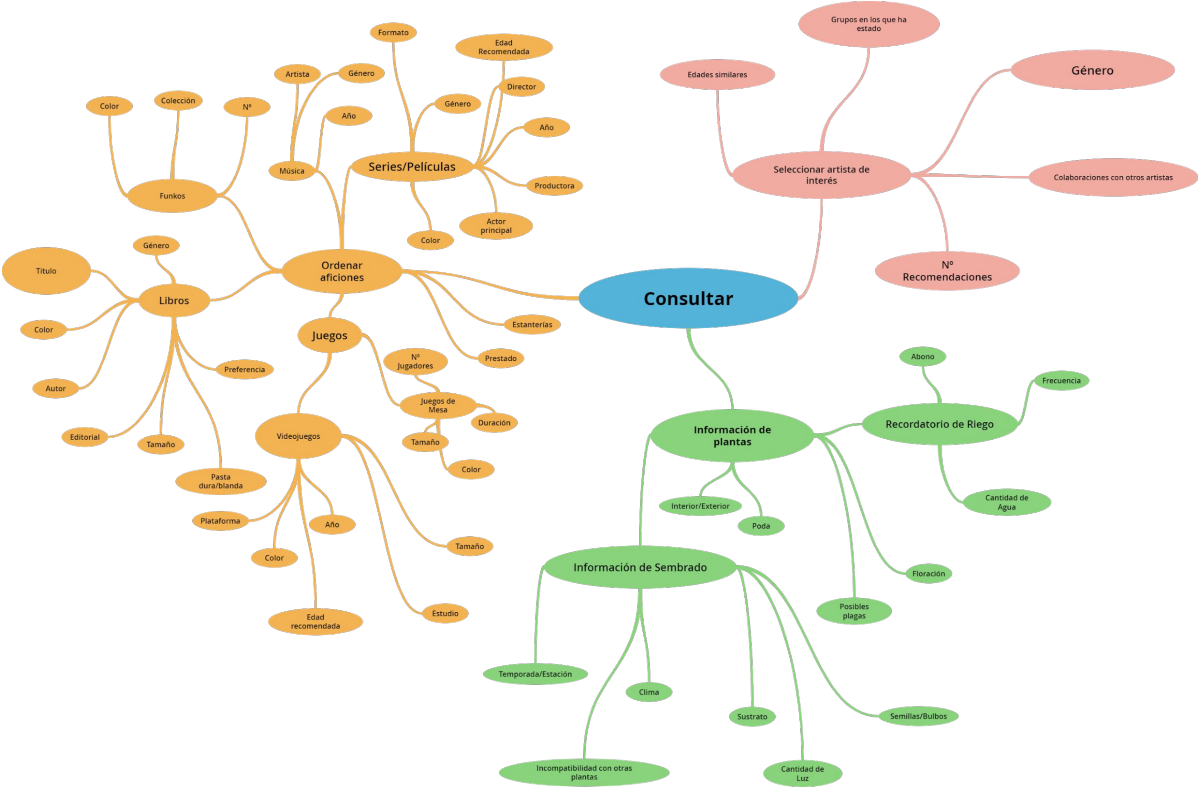 Consultar
Ordenar
aficiones
Funkos
Color
Colección
Nº
Música
Artista
Género
Año
Series/Películas
Formato
Género
Edad
Recomendada
Director
Año
Productora
Actor
principal
Color
Libros
Género
Título
Color
Autor
Editorial
Tamaño
Pasta
dura/blanda
Preferencia
Juegos
Videojuegos
Plataforma
Color
Año
Edad
recomendada
Tamaño
Estudio
Juegos de
Mesa
Nº
Jugadores
Duración
Tamaño
Color
Estanterías
Prestado
Seleccionar artista de
interés
Edades similares
Grupos en los que ha
estado
Género
Colaboraciones con otros artistas
Nº
Recomendaciones
Información de
plantas
Recordatorio de Riego
Abono
Frecuencia
Cantidad de
Agua
Interior/Exterior
Poda
Floración
Posibles
plagas
Información de Sembrado
Temporada/Estación
Incompatibilidad con otras
plantas
Clima
Sustrato
Cantidad de
Luz
Semillas/Bulbos